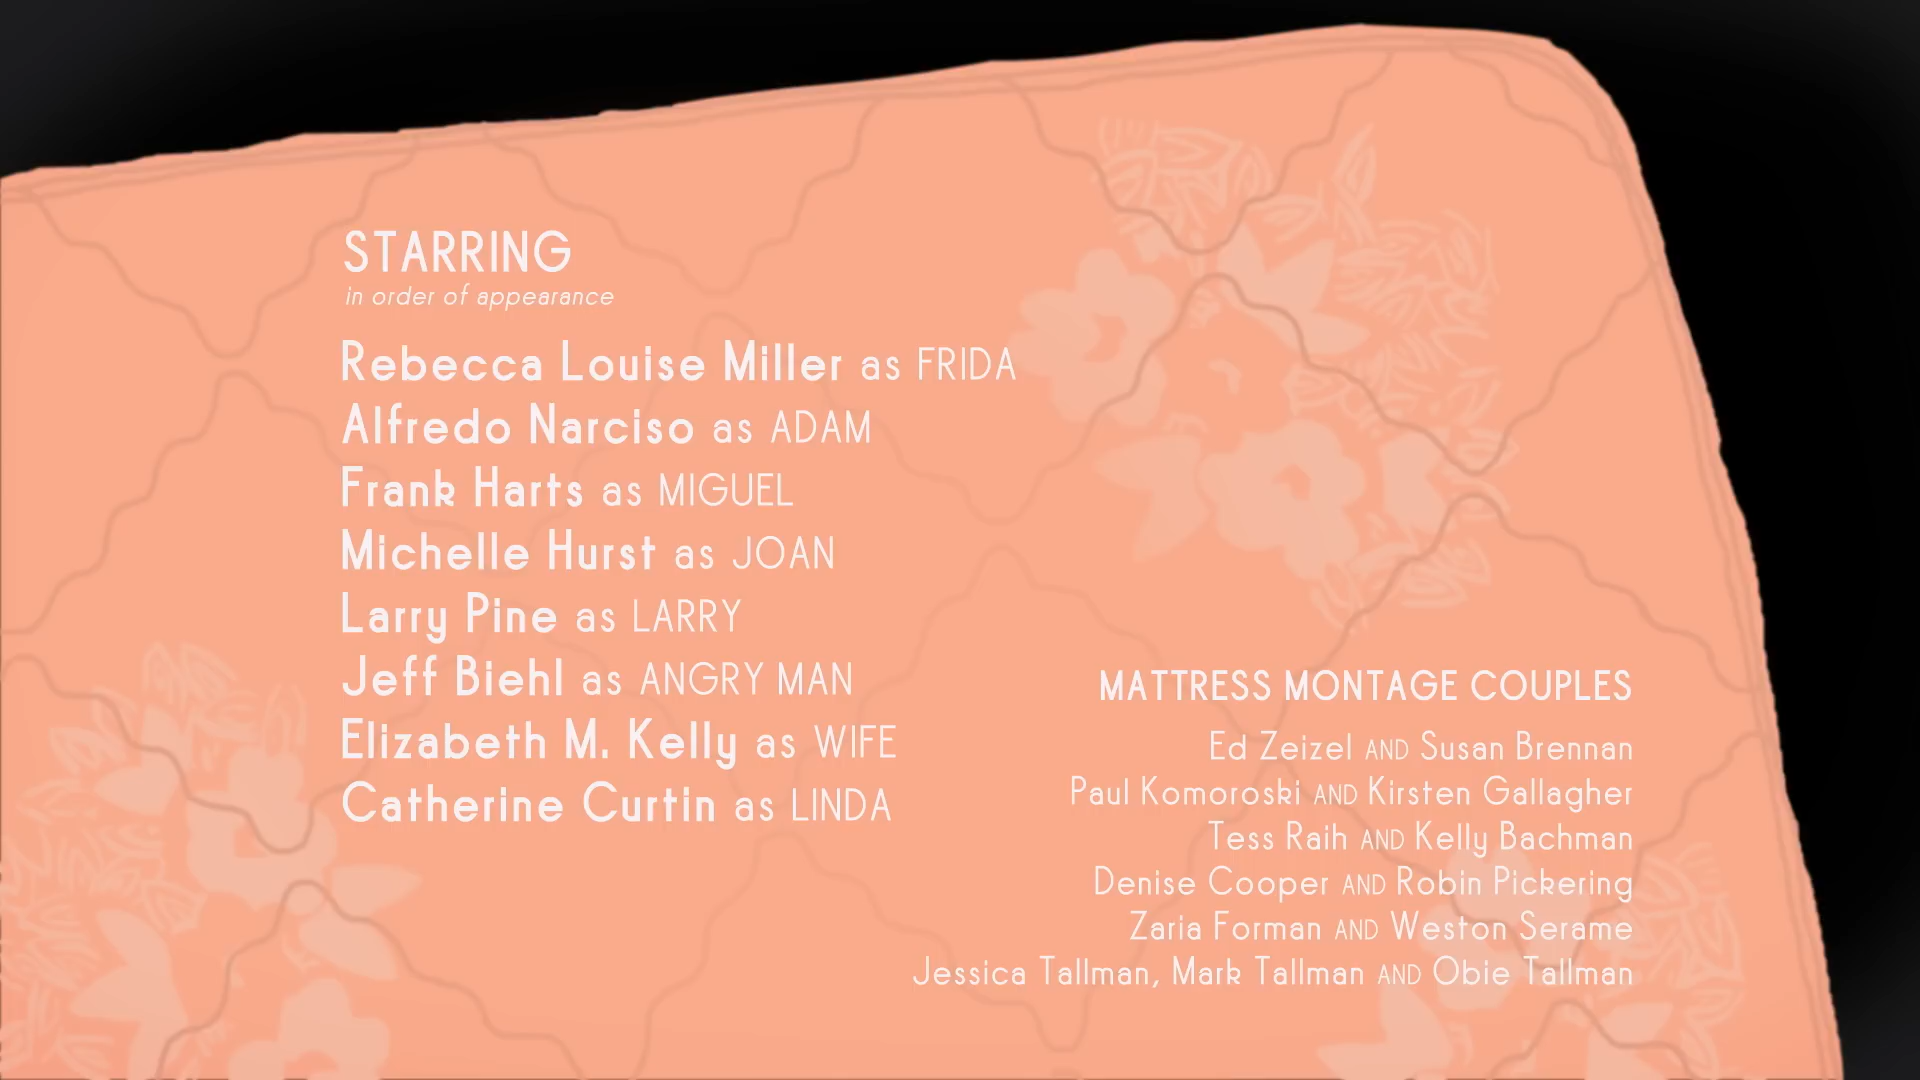 STARRING
in order of appearance
Rebecca Louise Miller as FRIDA
Alfredo Narciso as ADAM
Frank Harts as MIGUEL
Michelle Hurst as JOAN
Larry Pine as LARRY
Jeff Biehl as ANGRY MAN
Elizabeth M. Kelly as WIFE
Catherine Curtin as LINDA
MATTRESS MONTAGE COUPLES
Ed Zeizel AND Susan Brennan
Paul Komoroski AND Kirsten Gallagher
Tess Raih AND Kelly Bachman
Denise Cooper AND Robin Pickering
Zaria Forman AND Weston Serame
Jessica Tallman, Mark Tallman AND Obie Tallman